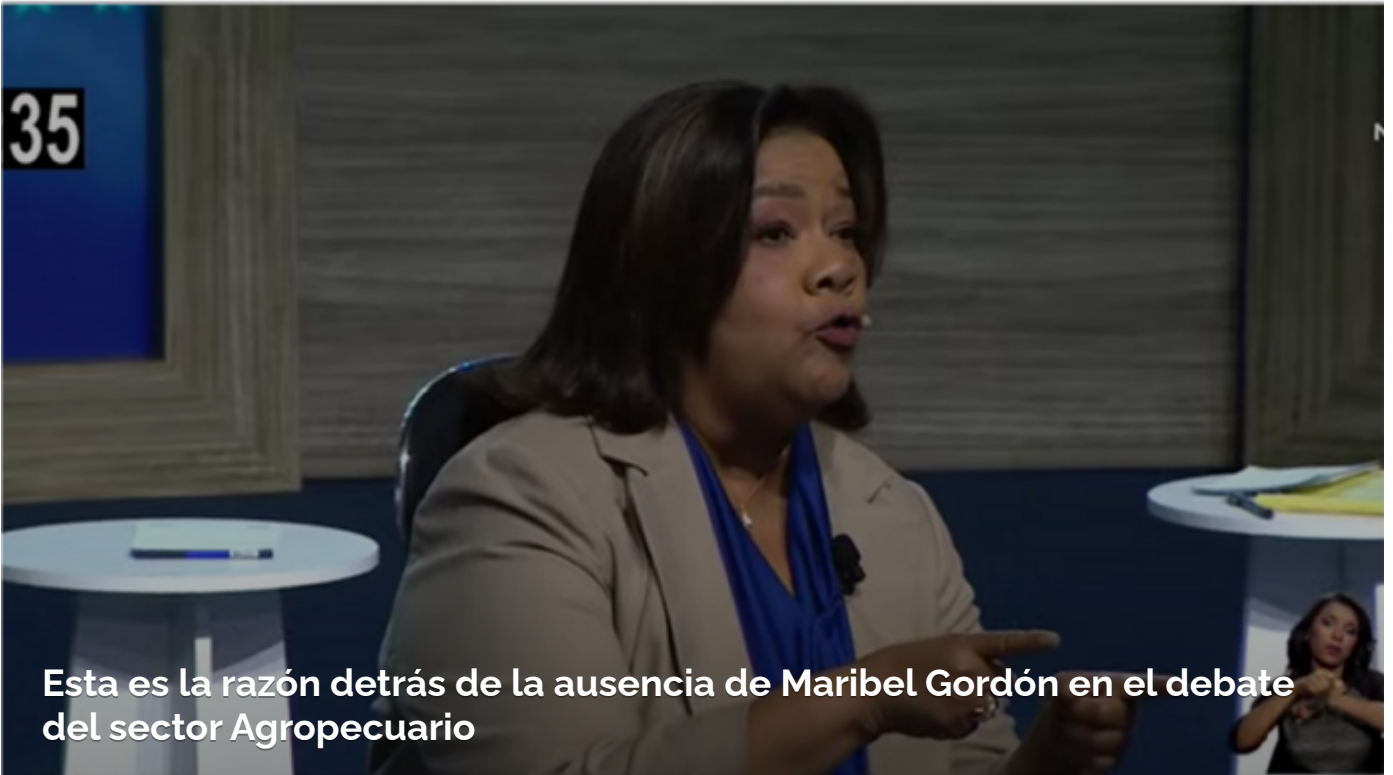 35
Esta es la razón detrás de la ausencia de Maribel Gordón en el debate
del sector Agropecuario